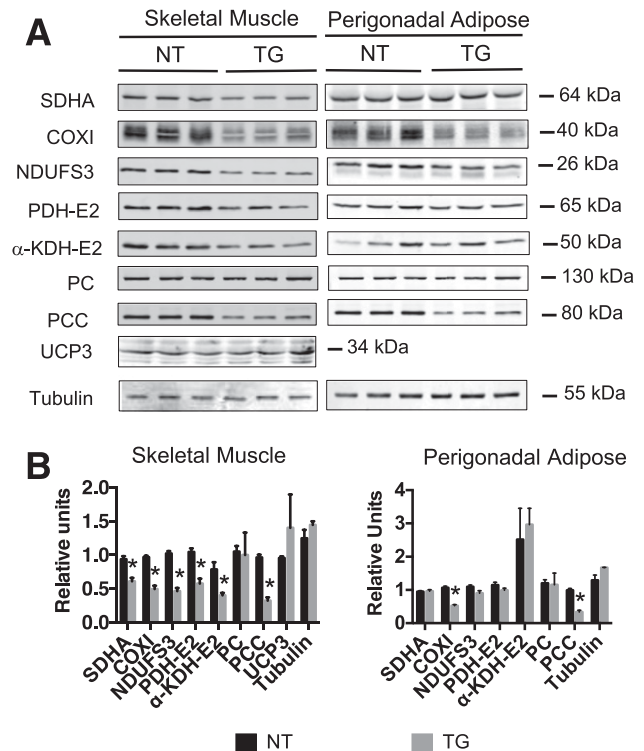 A
Skeletal Muscle Perigonadal Adipose
NT TG NT TG
SDHA — 64 kDa
COXI — 40 kDa
NDUFS3 — 26 kDa
PDH-E2 — 65 kDa
α-KDH-E2 — 50 kDa
PC — 130 kDa
PCC — 80 kDa
UCP3 — 34 kDa
Tubulin — 55 kDa
B
Skeletal Muscle
Relative units
2.0
1.5
1.0
0.5
0.0
* * * * * *
SDHA COXI NDUFS3 PDH-E2 α-KDH-E2 PC PCC UCP3 Tubulin
Perigonadal Adipose
Relative Units
4
3
2
1
0
* *
SDHA COXI NDUFS3 PDH-E2 α-KDH-E2 PC PCC Tubulin
NT TG